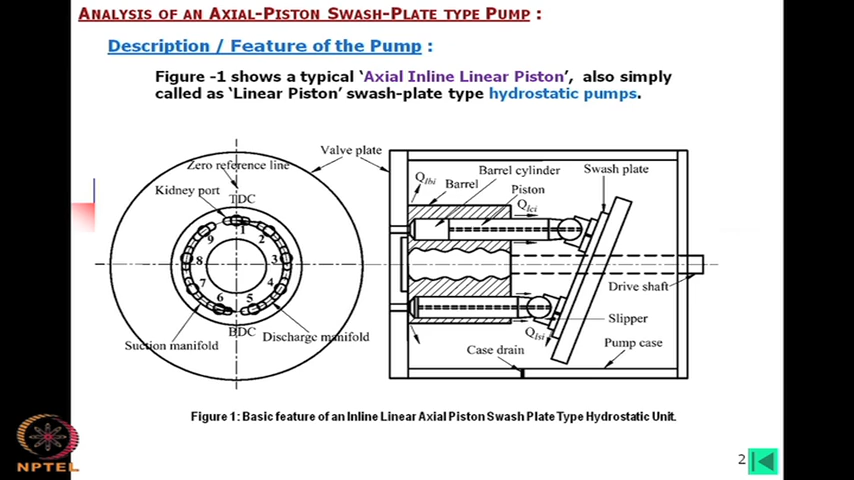 ANALYSIS OF AN AXIAL-PISTON SWASH-PLATE TYPE PUMP :
Description / Feature of the Pump :
Figure -1 shows a typical ‘Axial Inline Linear Piston’, also simply
called as ‘Linear Piston’ swash-plate type hydrostatic pumps.
Valve plate
Zero reference line
Kidney port
TDC
1
2
3
4
5
6
7
8
9
BDC
Suction manifold
Discharge manifold
Qlbi
Barrel
Barrel cylinder
Piston
Qlci
Swash plate
Drive shaft
Slipper
Qlsi
Case drain
Pump case
Figure 1: Basic feature of an Inline Linear Axial Piston Swash Plate Type Hydrostatic Unit.
NPTEL
2